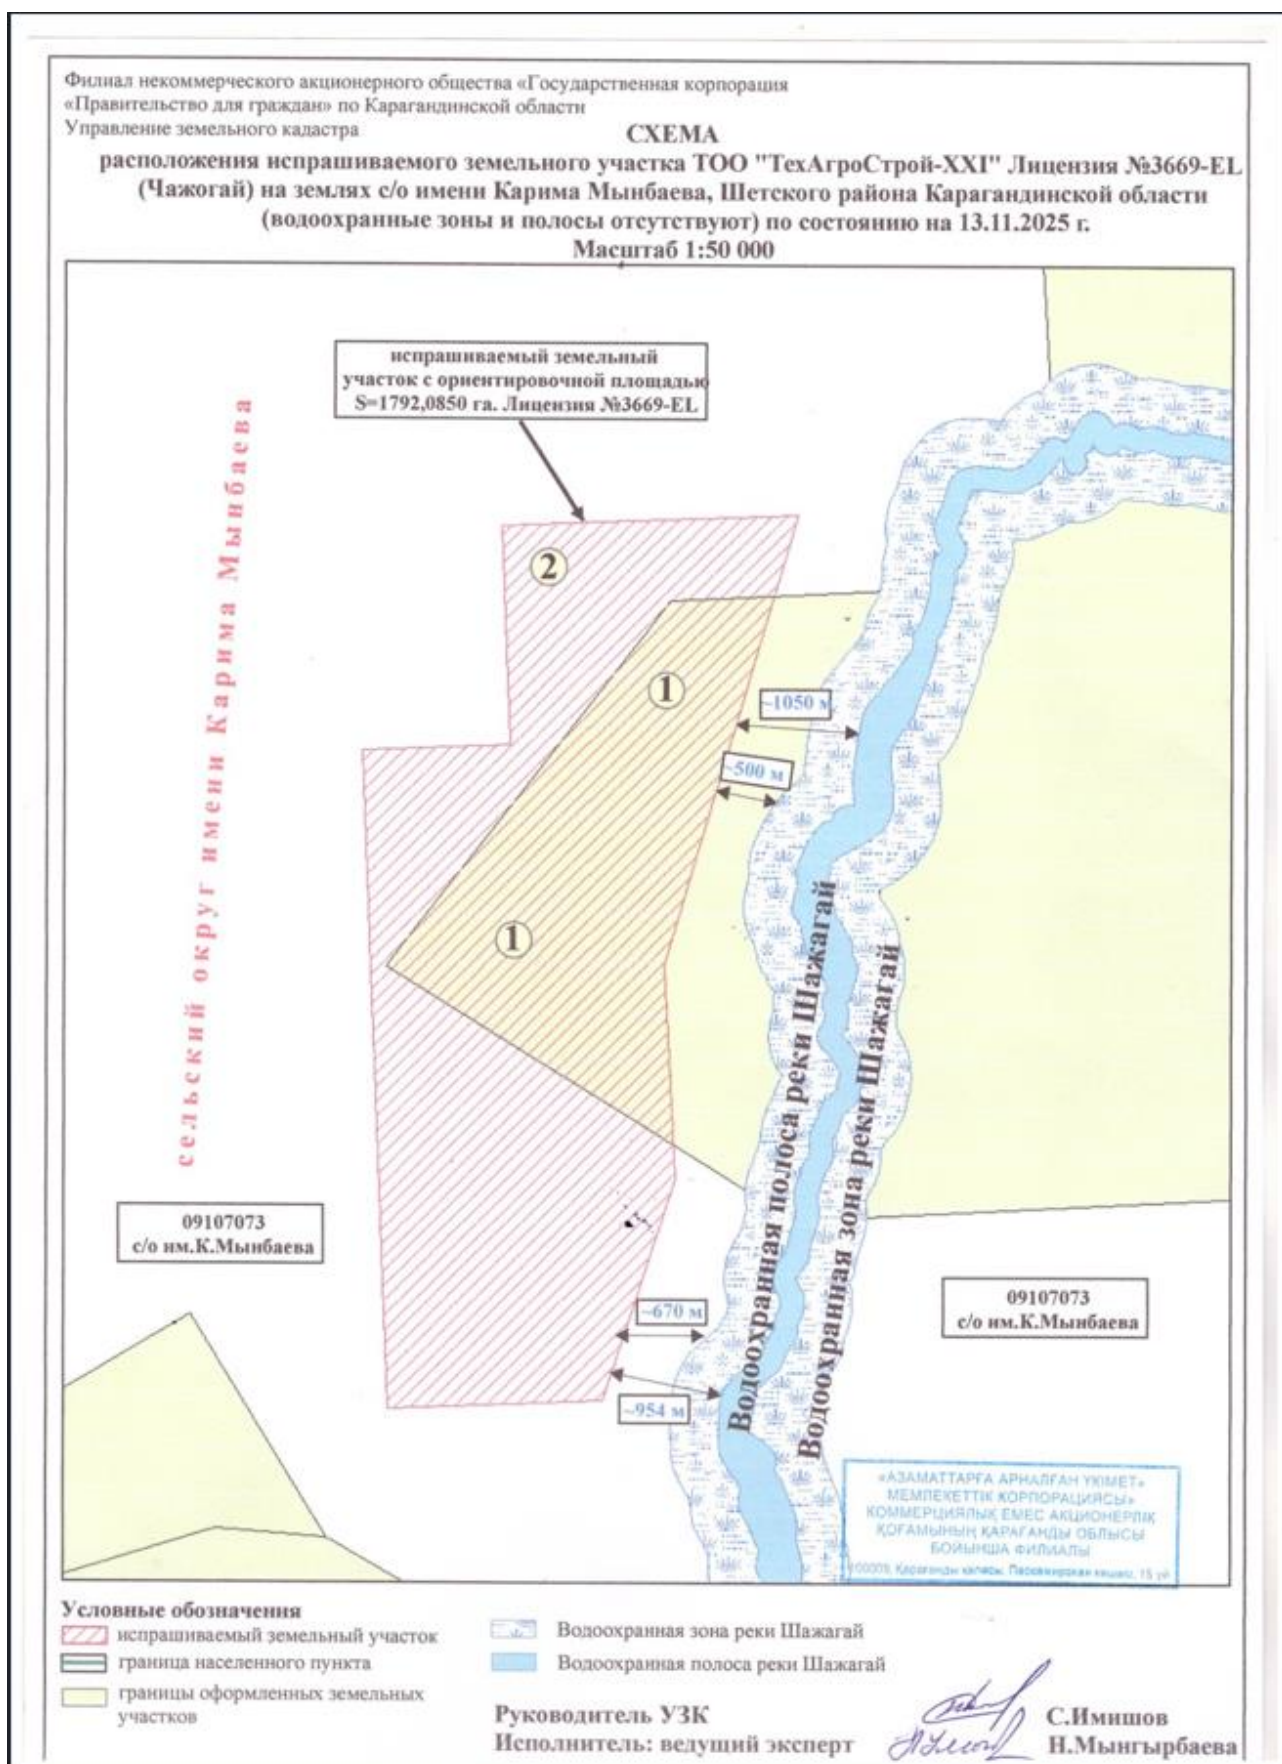 Филиал некоммерческого акционерного общества «Государственная корпорация
«Правительство для граждан» по Карагандинской области
Управление земельного кадастра
СХЕМА
расположения испрашиваемого земельного участка ТОО "ТехАгроСтрой-XXI" Лицензия №3669-EL
(Чажогай) на землях с/о имени Карима Мынбаева, Шетского района Карагандинской области
(водоохранные зоны и полосы отсутствуют) по состоянию на 13.11.2025 г.
Масштаб 1:50 000
испрашиваемый земельный
участок с ориентировочной площадью
S=1792,0850 га. Лицензия №3669-EL
сельский округ имени Карима Мынбаева
2
1
~1050 м
~500 м
1
Водоохранная полоса реки Шажагай
Водоохранная зона реки Шажагай
09107073
с/о им.К.Мынбаева
09107073
с/о им.К.Мынбаева
~670 м
~954 м
«АЗАМАТТАРҒА АРНАЛҒАН ҮКІМЕТ»
МЕМЛЕКЕТТІК КОРПОРАЦИЯСЫ»
КОММЕРЦИЯЛЫҚ ЕМЕС АКЦИОНЕРЛІК
ҚОҒАМЫНЫҢ ҚАРАҒАНДЫ ОБЛЫСЫ
БОЙЫНША ФИЛИАЛЫ
Қарағанды қаласы, 15 үй
Условные обозначения
испрашиваемый земельный участок
граница населенного пункта
границы оформленных земельных
участков
Водоохранная зона реки Шажагай
Водоохранная полоса реки Шажагай
Руководитель УЗК
С.Имишов
Исполнитель: ведущий эксперт
Н.Мынгырбаева